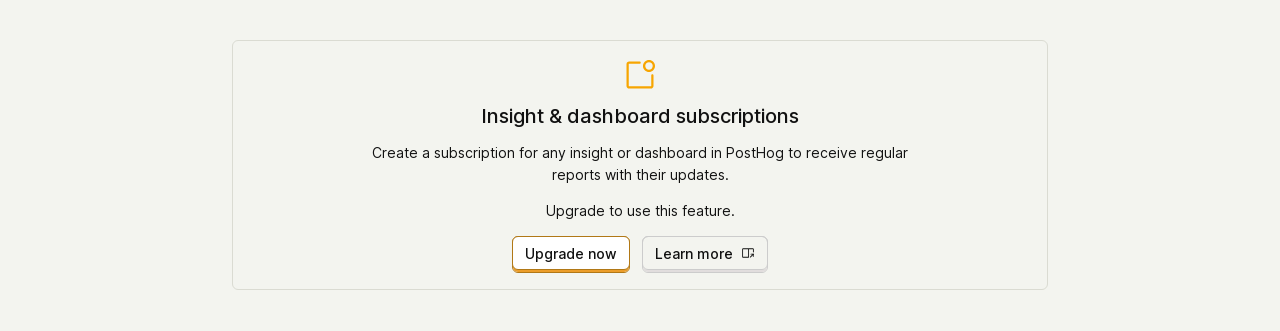 Insight & dashboard subscriptions
Create a subscription for any insight or dashboard in PostHog to receive regular
reports with their updates.
Upgrade to use this feature.
Upgrade now
Learn more